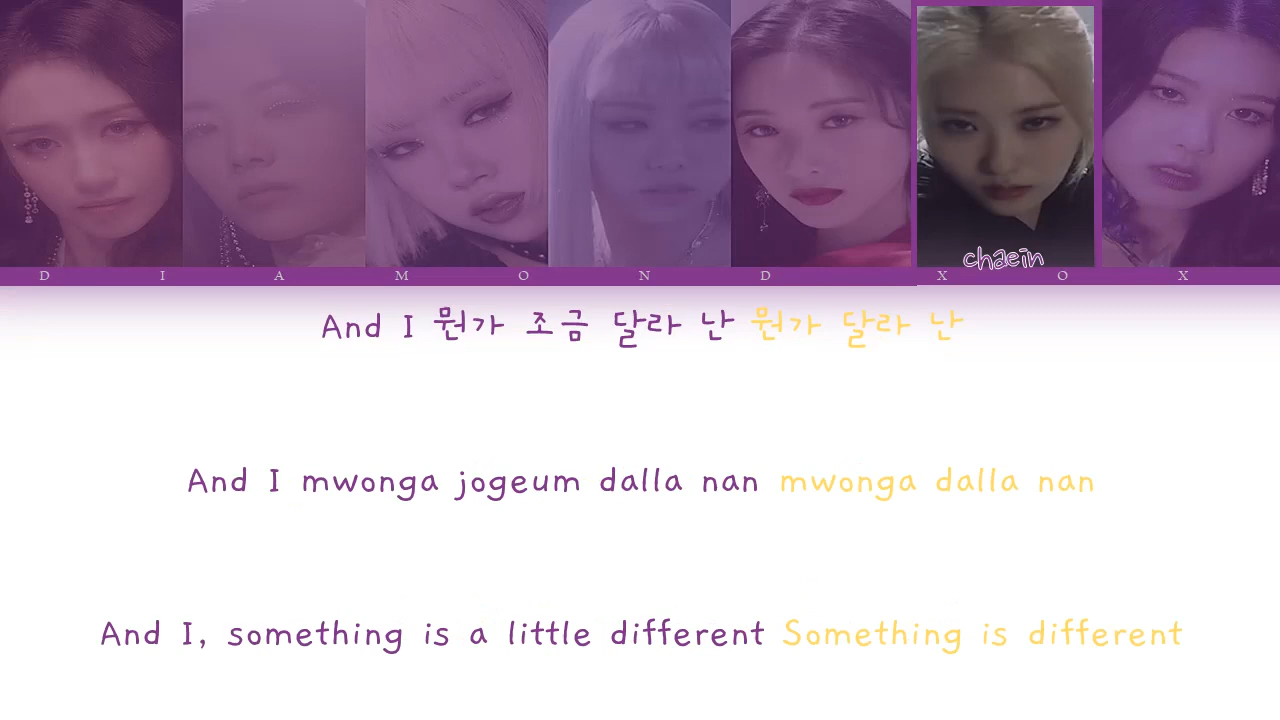 chaein
D I A M O N D X O X
And I 뭔가 조금 달라 난 뭔가 달라 난
And I mwonga jogeum dalla nan mwonga dalla nan
And I, something is a little different Something is different